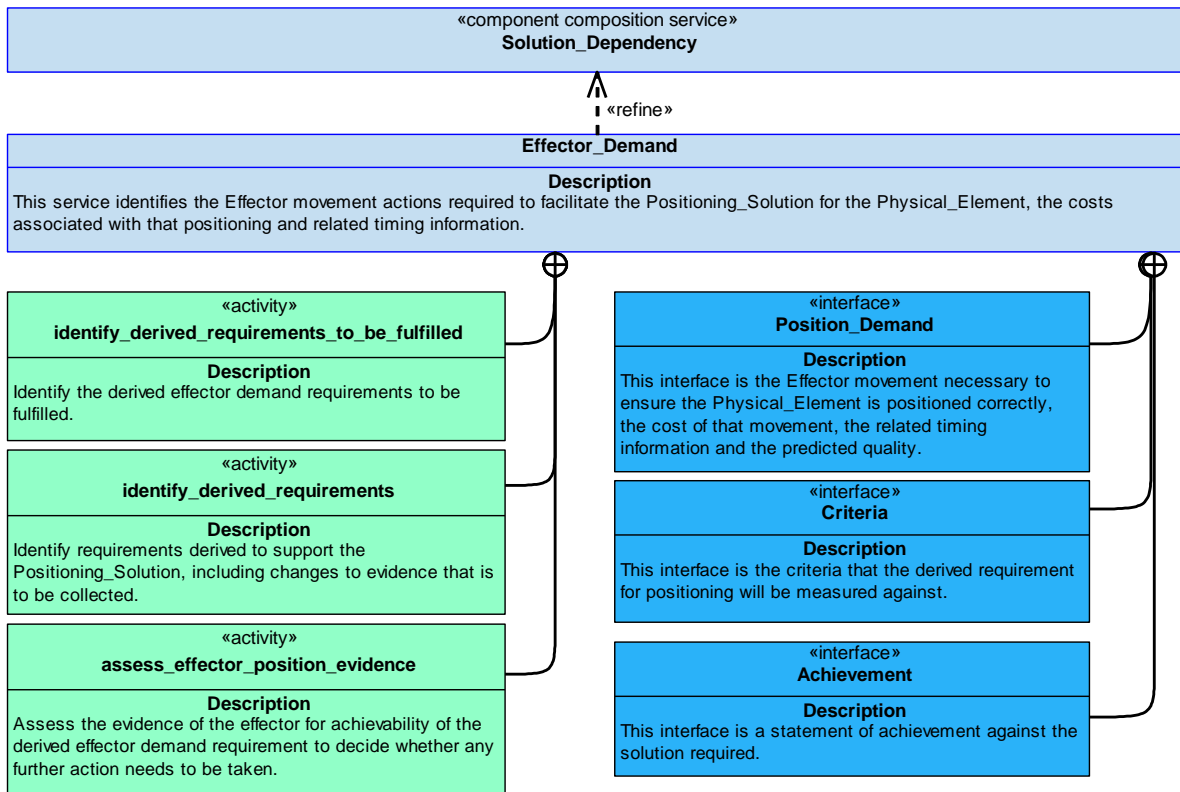 «component composition service»
Solution_Dependency
«refine»
Effector_Demand
Description
This service identifies the Effector movement actions required to facilitate the Positioning_Solution for the Physical_Element, the costs
associated with that positioning and related timing information.
«activity»
identify_derived_requirements_to_be_fulfilled
Description
Identify the derived effector demand requirements to be
fulfilled.
«activity»
identify_derived_requirements
Description
Identify requirements derived to support the
Positioning_Solution, including changes to evidence that is
to be collected.
«activity»
assess_effector_position_evidence
Description
Assess the evidence of the effector for achievability of the
derived effector demand requirement to decide whether any
further action needs to be taken.
«interface»
Position_Demand
Description
This interface is the Effector movement necessary to
ensure the Physical_Element is positioned correctly,
the cost of that movement, the related timing
information and the predicted quality.
«interface»
Criteria
Description
This interface is the criteria that the derived requirement
for positioning will be measured against.
«interface»
Achievement
Description
This interface is a statement of achievement against the
solution required.